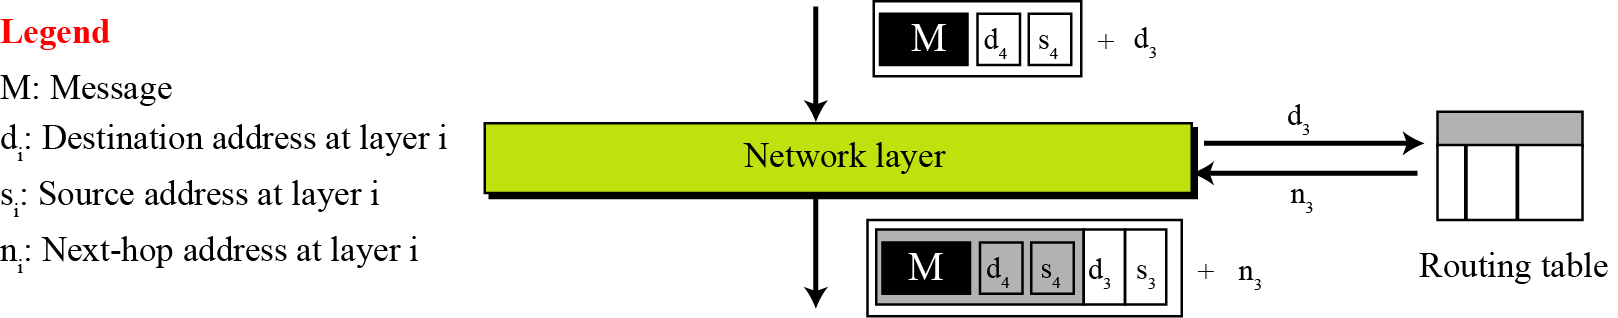 Legend
M: Message
di: Destination address at layer i
si: Source address at layer i
ni: Next-hop address at layer i
M d4 s4 + d3
Network layer
d3
n3
M d4 s4 d3 s3 + n3
Routing table